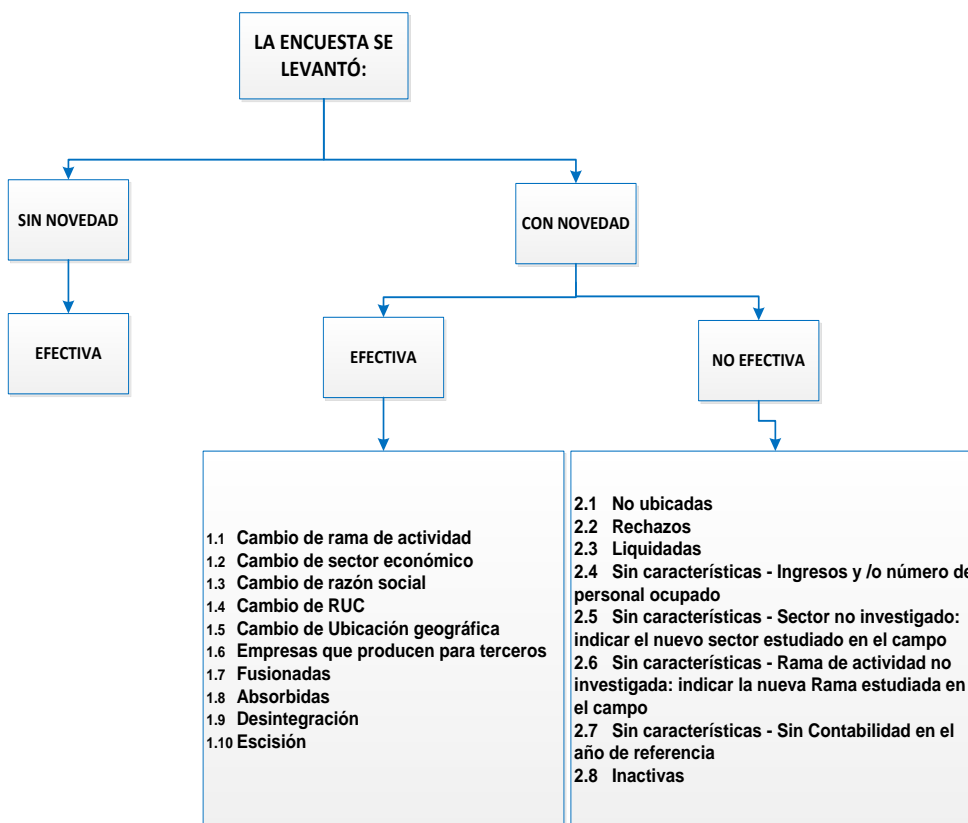 LA ENCUESTA SE
LEVANTÓ:
SIN NOVEDAD
CON NOVEDAD
EFECTIVA
EFECTIVA
NO EFECTIVA
1.1 Cambio de rama de actividad
1.2 Cambio de sector económico
1.3 Cambio de razón social
1.4 Cambio de RUC
1.5 Cambio de Ubicación geográfica
1.6 Empresas que producen para terceros
1.7 Fusionadas
1.8 Absorbidas
1.9 Desintegración
1.10 Escisión
2.1 No ubicadas
2.2 Rechazos
2.3 Liquidadas
2.4 Sin características - Ingresos y /o número de
personal ocupado
2.5 Sin características - Sector no investigado:
indicar el nuevo sector estudiado en el campo
2.6 Sin características - Rama de actividad no
investigada: indicar la nueva Rama estudiada en
el campo
2.7 Sin características - Sin Contabilidad en el
año de referencia
2.8 Inactivas